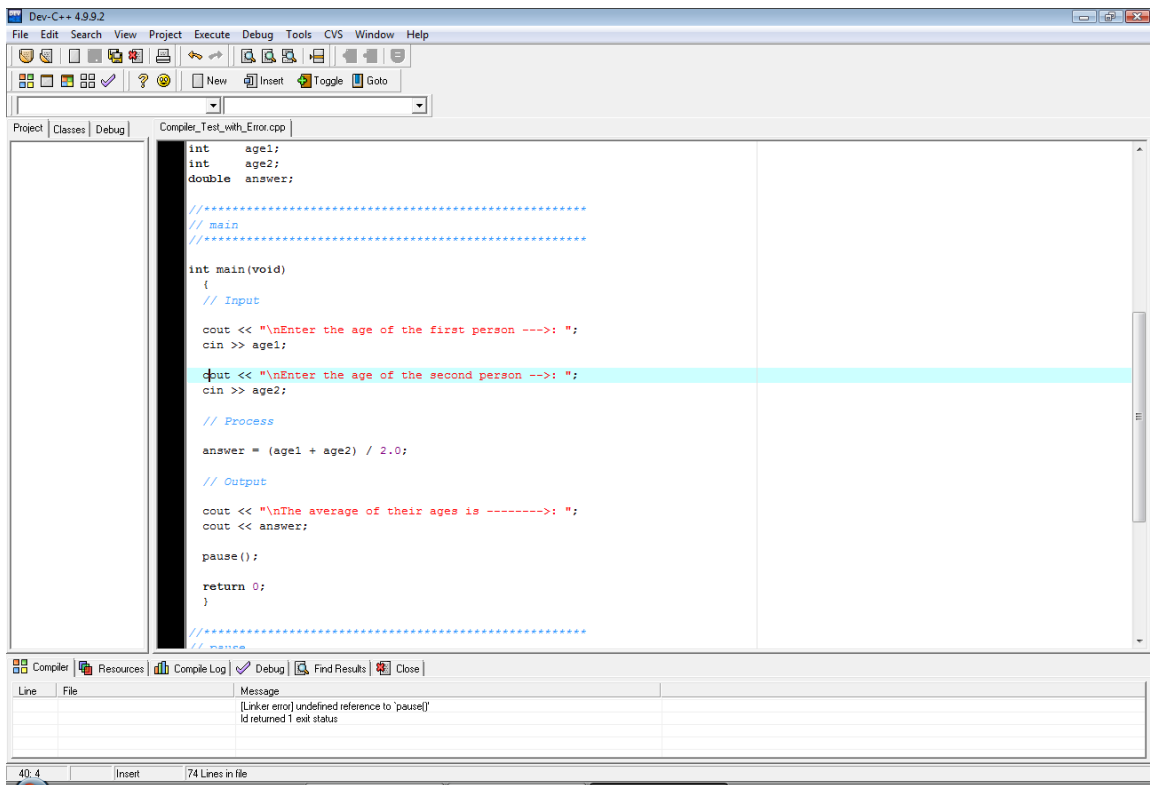 Dev-C++ 4.9.9.2
File Edit Search View Project Execute Debug Tools CVS Window Help
New Insert Toggle Goto
Project Classes Debug Compiler_Test_with_Error.cpp
int age1;
int age2;
double answer;
//******************************************************
// main
//******************************************************
int main(void)
{
// Input
cout << "\nEnter the age of the first person --->: ";
cin >> age1;
cout << "\nEnter the age of the second person -->: ";
cin >> age2;
// Process
answer = (age1 + age2) / 2.0;
// Output
cout << "\nThe average of their ages is -------->: ";
cout << answer;
pause();
return 0;
}
//******************************************************
// pause
Compiler Resources Compile Log Debug Find Results Close
Line File Message
[Linker error] undefined reference to `pause()'
ld returned 1 exit status
40: 4 Insert 74 Lines in file